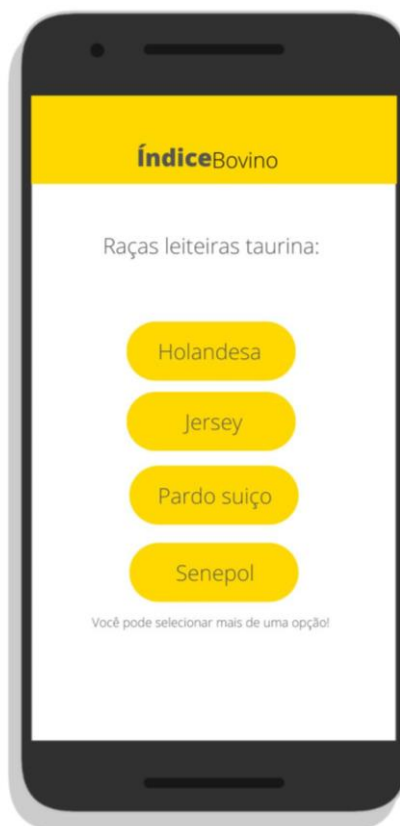 ÍndiceBovino
Raças leiteiras taurina:
Holandesa
Jersey
Pardo suiço
Senepol
Você pode selecionar mais de uma opção!